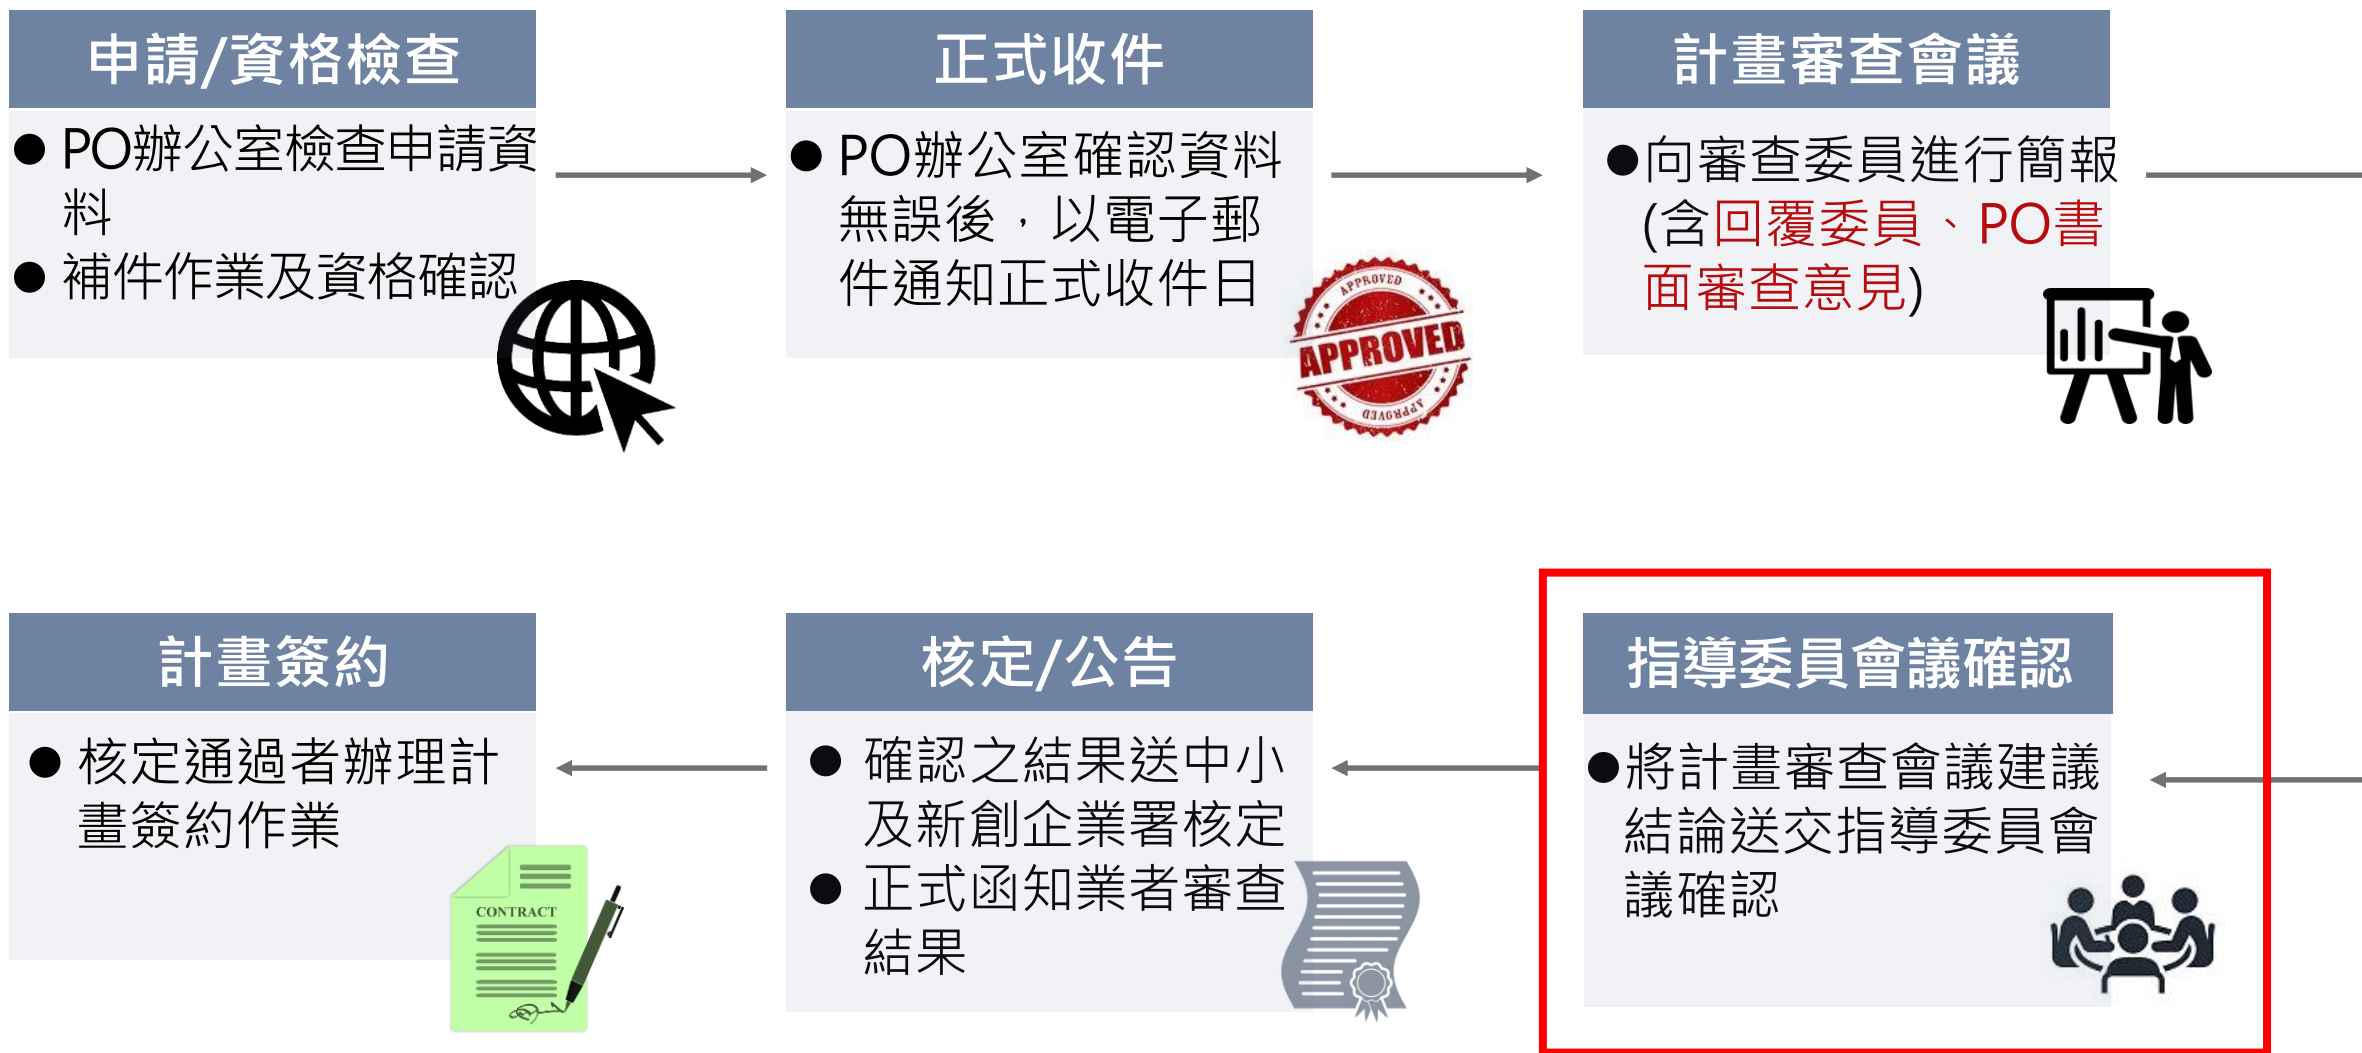 申請/資格檢查
● PO辦公室檢查申請資
料
● 補件作業及資格確認
正式收件
● PO辦公室確認資料
無誤後，以電子郵
件通知正式收件日
APPROVED
APPROVED
APPROVED
計畫審查會議
●向審查委員進行簡報
(含回覆委員、PO書
面審查意見)
指導委員會議確認
●將計畫審查會議建議
結論送交指導委員會
議確認
核定/公告
● 確認之結果送中小
及新創企業署核定
● 正式函知業者審查
結果
計畫簽約
● 核定通過者辦理計
畫簽約作業
CONTRACT